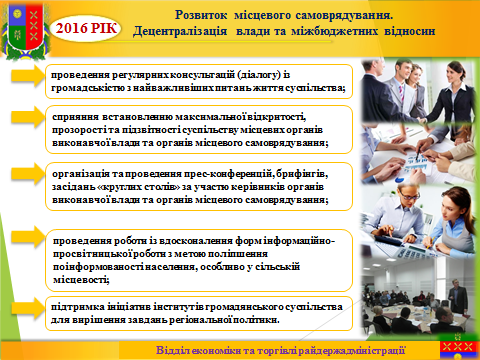 2016 РІК
Розвиток місцевого самоврядування.
Децентралізація влади та міжбюджетних відносин
проведення регулярних консультацій (діалогу) із
громадськістю з найважливіших питань життя суспільства;
сприяння встановленню максимальної відкритості,
прозорості та підзвітності суспільству місцевих органів
виконавчої влади та органів місцевого самоврядування;
організація та проведення прес-конференцій, брифінгів,
засідань «круглих столів» за участю керівників органів
виконавчої влади та органів місцевого самоврядування;
проведення роботи із вдосконалення форм інформаційно-
просвітницької роботи з метою поліпшення
поінформованості населення, особливо у сільській
місцевості;
підтримка ініціатив інститутів громадянського суспільства
для вирішення завдань регіональної політики.
Відділ економіки та торгівлі райдержадміністрації